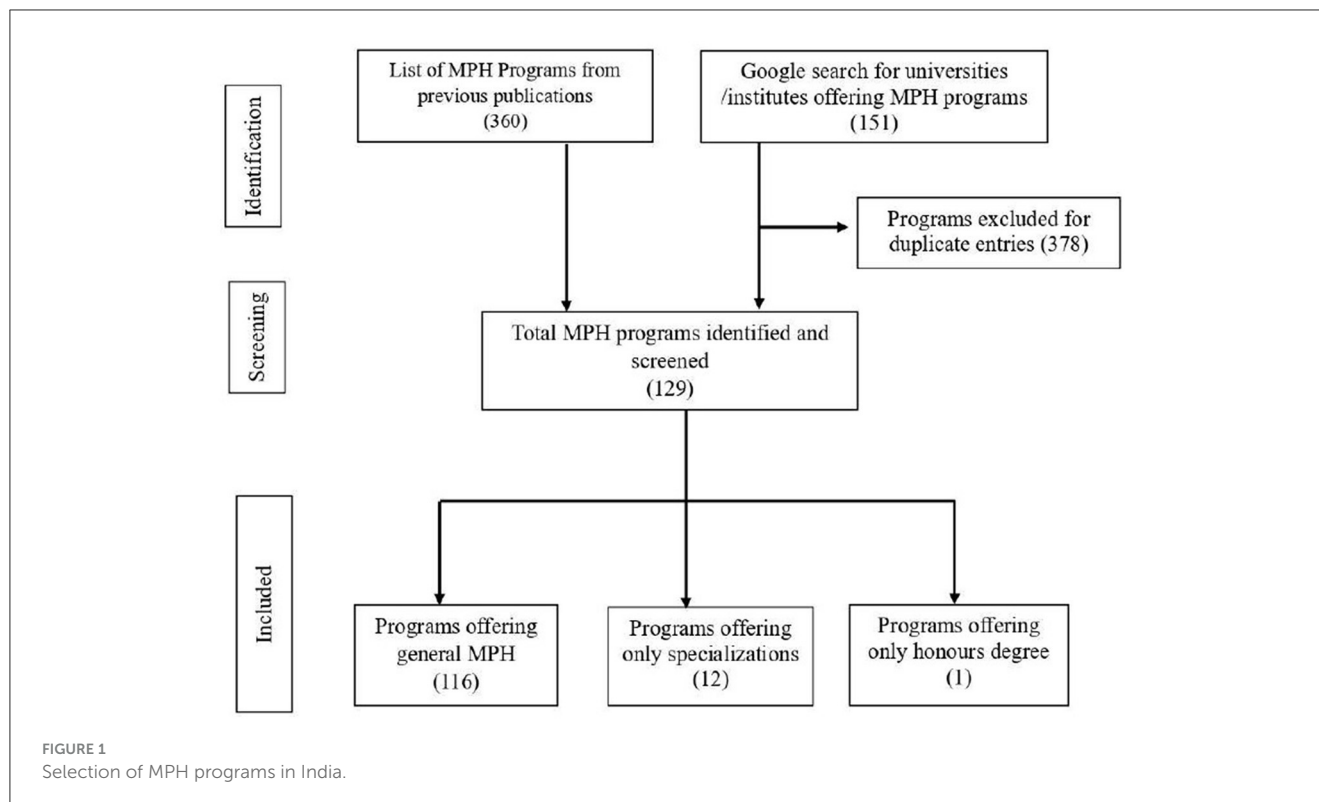 List of MPH Programs from
previous publications
(360)
Google search for universities
/institutes offering MPH programs
(151)
Identification
Programs excluded for
duplicate entries (378)
Screening
Total MPH programs identified and
screened
(129)
Included
Programs offering
general MPH
(116)
Programs offering
only specializations
(12)
Programs offering
only honours degree
(1)
FIGURE 1
Selection of MPH programs in India.